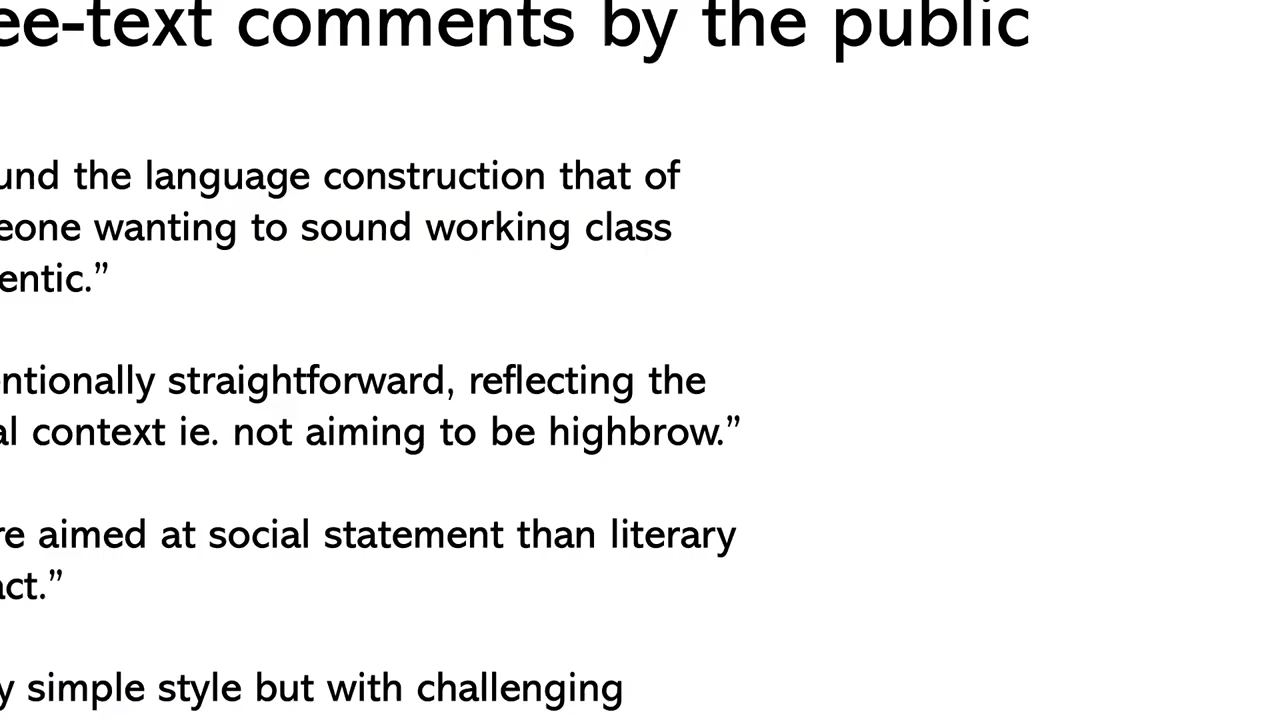 ee-text comments by the public
und the language construction that of
eone wanting to sound working class
entic.”
ntionally straightforward, reflecting the
al context ie. not aiming to be highbrow.”
re aimed at social statement than literary
act.”
y simple style but with challenging